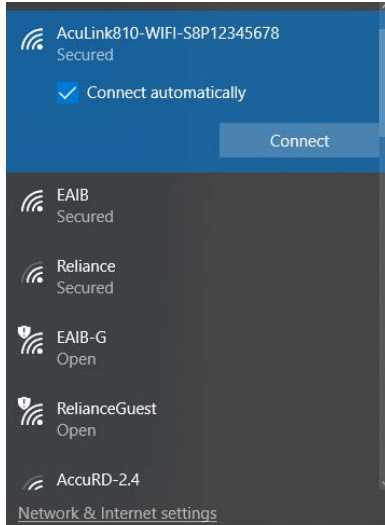 AcuLink810-WIFI-S8P12345678
Secured
Connect automatically
Connect
EAIB
Secured
Reliance
Secured
EAIB-G
Open
RelianceGuest
Open
AccuRD-2.4
Network & Internet settings